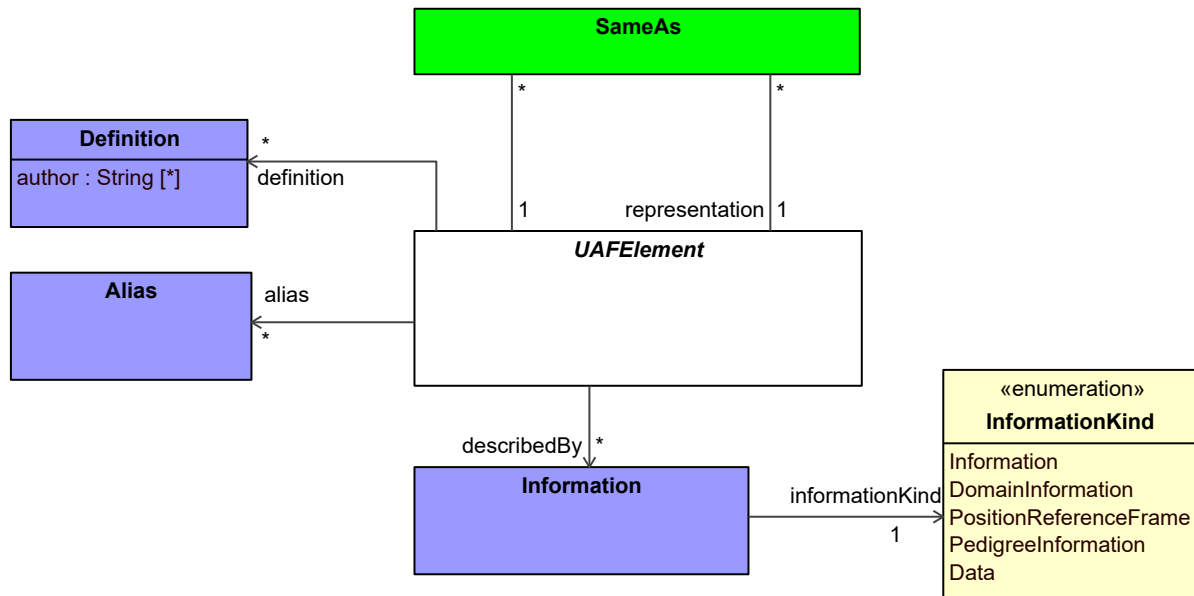 SameAs
*
*
Definition
author : String [*]
*
definition
1
representation
1
UAFElement
Alias
alias
*
describedBy
*
Information
informationKind
1
«enumeration»
InformationKind
Information
DomainInformation
PositionReferenceFrame
PedigreeInformation
Data